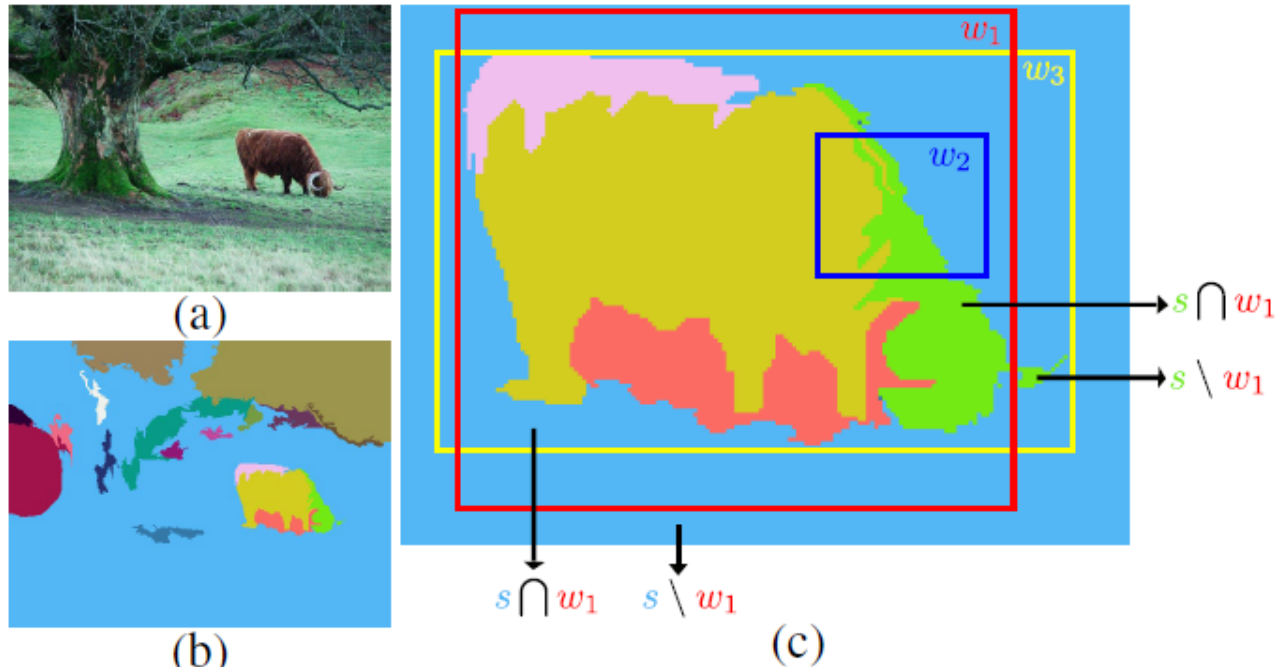 w₁
w₃
w₂
s ⋂ w₁
s \ w₁
(a)
s ⋂ w₁ s \ w₁
(b)
(c)